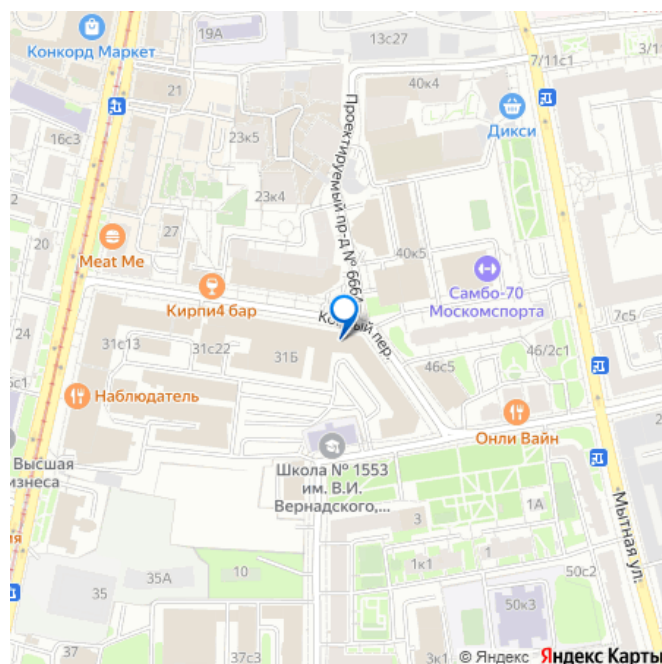 Конкорд Маркет
19А
13с27
7/11с1
40к4
21
Дикси
16с3
23к5
Проектируемый пр-д № 6664
23к4
20
27
40к5
Meat Me
Самбо-70
Москомспорта
Кирпи4 бар
7с5
31с13
31с22
31Б
46/2с1
46с5
24
Наблюдатель
Онли Вайн
Высшая
Школа № 1553
им. В.И.
Вернадского,...
1А
3
1
1к1
Мытная ул.
35А
10
50с2
35
50к3
37
37с3
3к1
© Яндекс Яндекс Карты